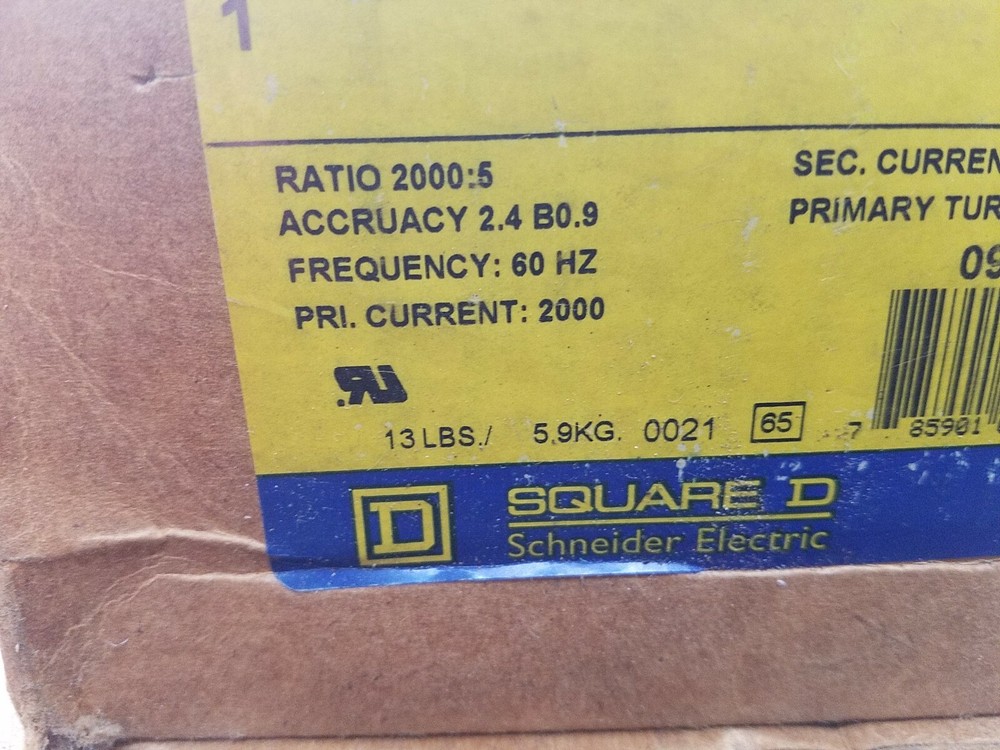 1
RATIO 2000:5
ACCRUACY 2.4 B0.9
FREQUENCY: 60 HZ
PRI. CURRENT: 2000
SEC. CURREN
PRIMARY TUR
09
RU
13 LBS./ 5.9KG. 0021 65
7 85901
D SQUARE D
Schneider Electric